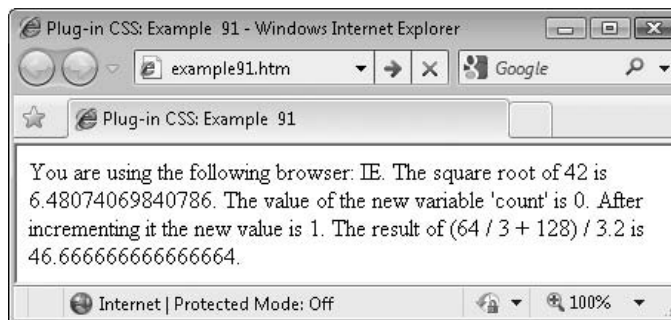 Plug-in CSS: Example 91 - Windows Internet Explorer
example91.htm
Google
Plug-in CSS: Example 91
You are using the following browser: IE. The square root of 42 is
6.48074069840786. The value of the new variable 'count' is 0. After
incrementing it the new value is 1. The result of (64 / 3 + 128) / 3.2 is
46.666666666666664.
Internet | Protected Mode: Off
100%